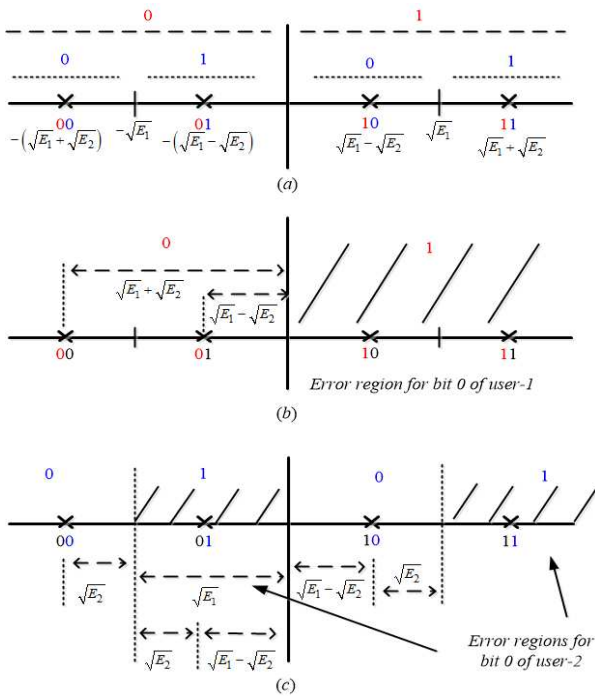 0 1
0 1 0 1
00 -√E₁ 01 10 √E₁ 11
-(√E₁ + √E₂) -(√E₁ - √E₂) √E₁ - √E₂ √E₁ + √E₂
(a)
0 1
√E₁ + √E₂
√E₁ - √E₂
00 01 10 11
Error region for bit 0 of user-1
(b)
0 1 0 1
00 01 10 11
√E₂ √E₁ √E₁ - √E₂ √E₂
√E₂ √E₁ - √E₂
Error regions for
bit 0 of user-2
(c)